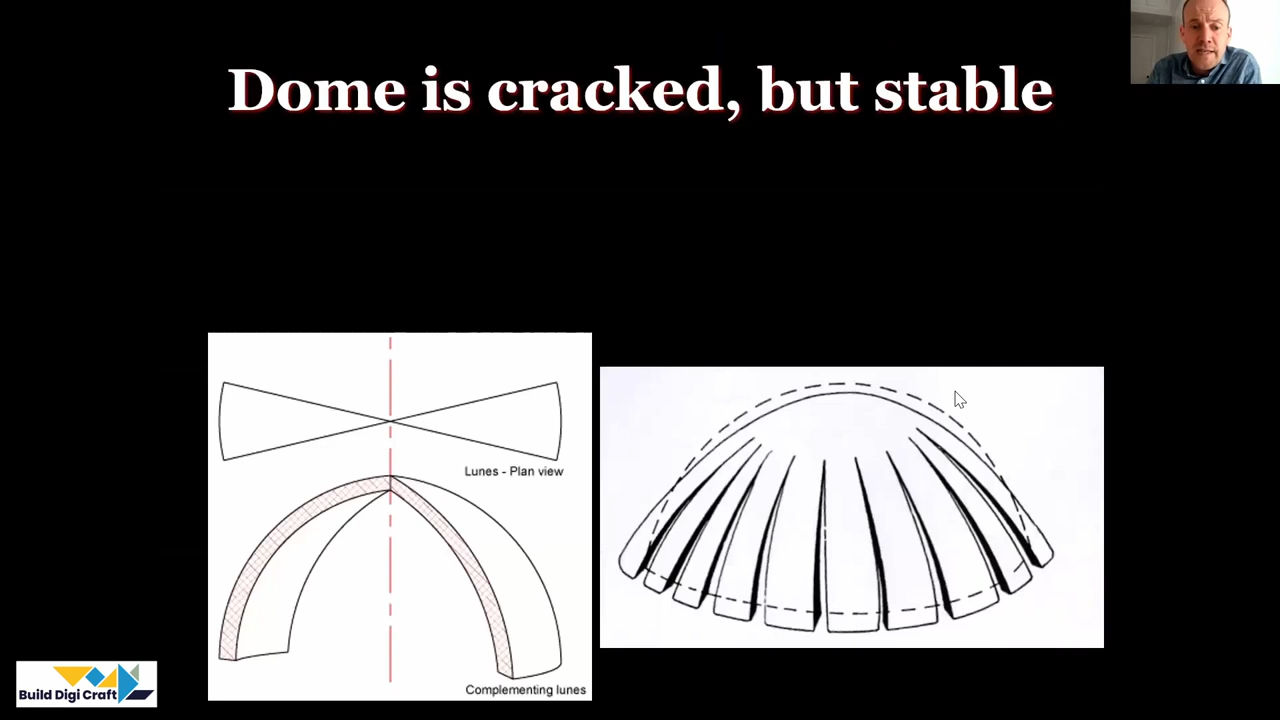 Dome is cracked, but stable
Lunes - Plan view
Complementing lunes
Build Digi Craft